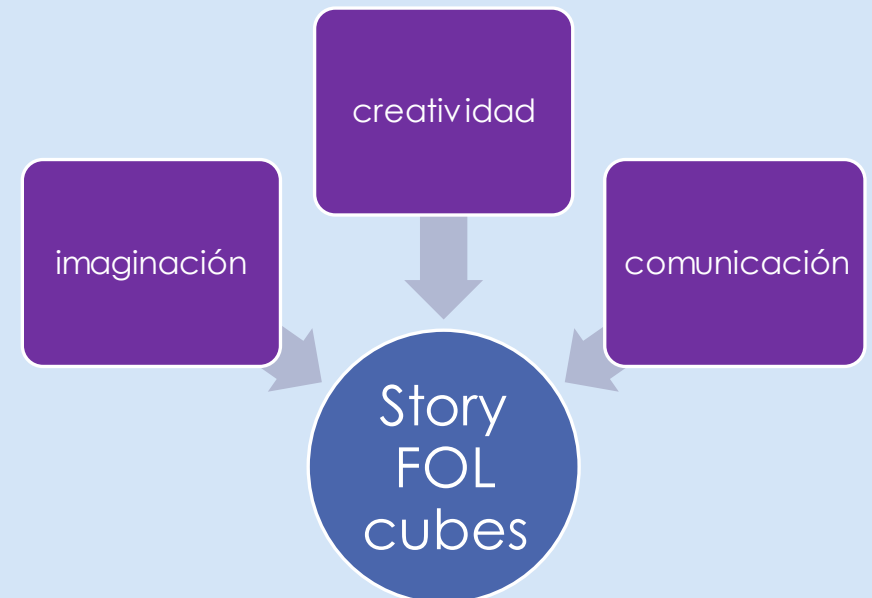 creatividad
imaginación
comunicación
Story
FOL
cubes